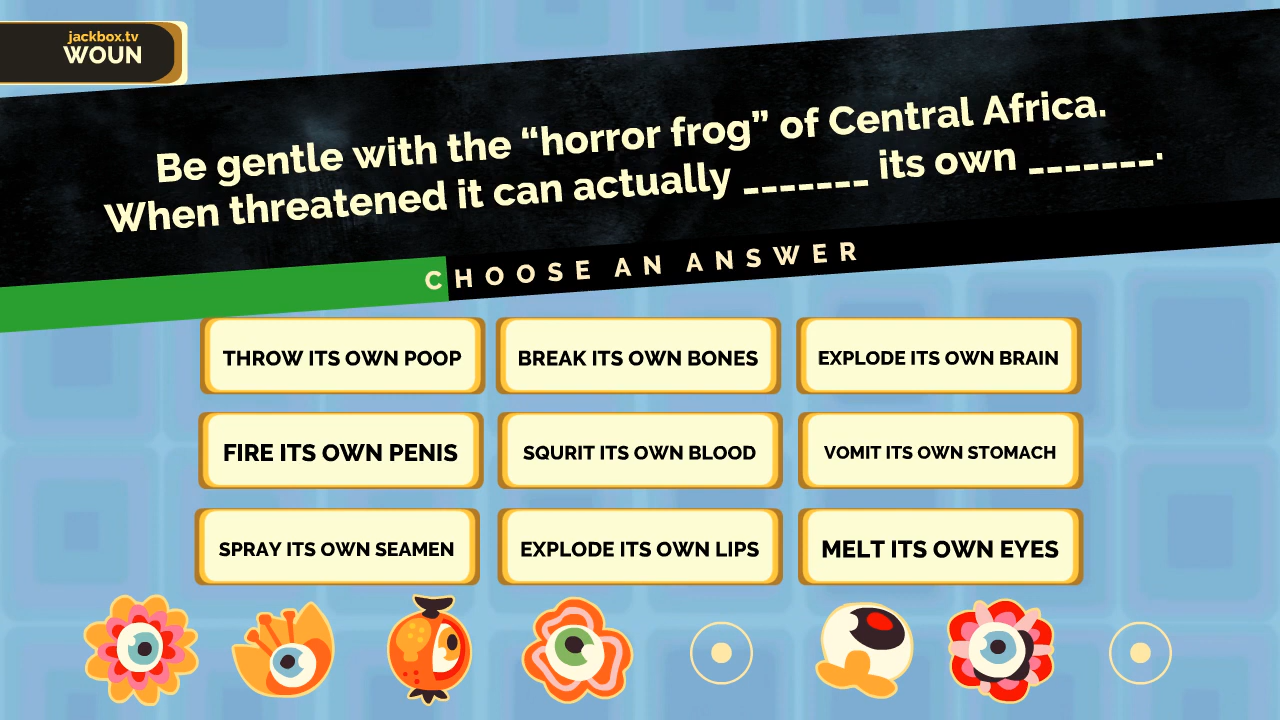 jackbox.tv
WOUN
Be gentle with the “horror frog” of Central Africa.
When threatened it can actually _______ its own _______.
CHOOSE AN ANSWER
THROW ITS OWN POOP
BREAK ITS OWN BONES
EXPLODE ITS OWN BRAIN
FIRE ITS OWN PENIS
SQURIT ITS OWN BLOOD
VOMIT ITS OWN STOMACH
SPRAY ITS OWN SEAMEN
EXPLODE ITS OWN LIPS
MELT ITS OWN EYES